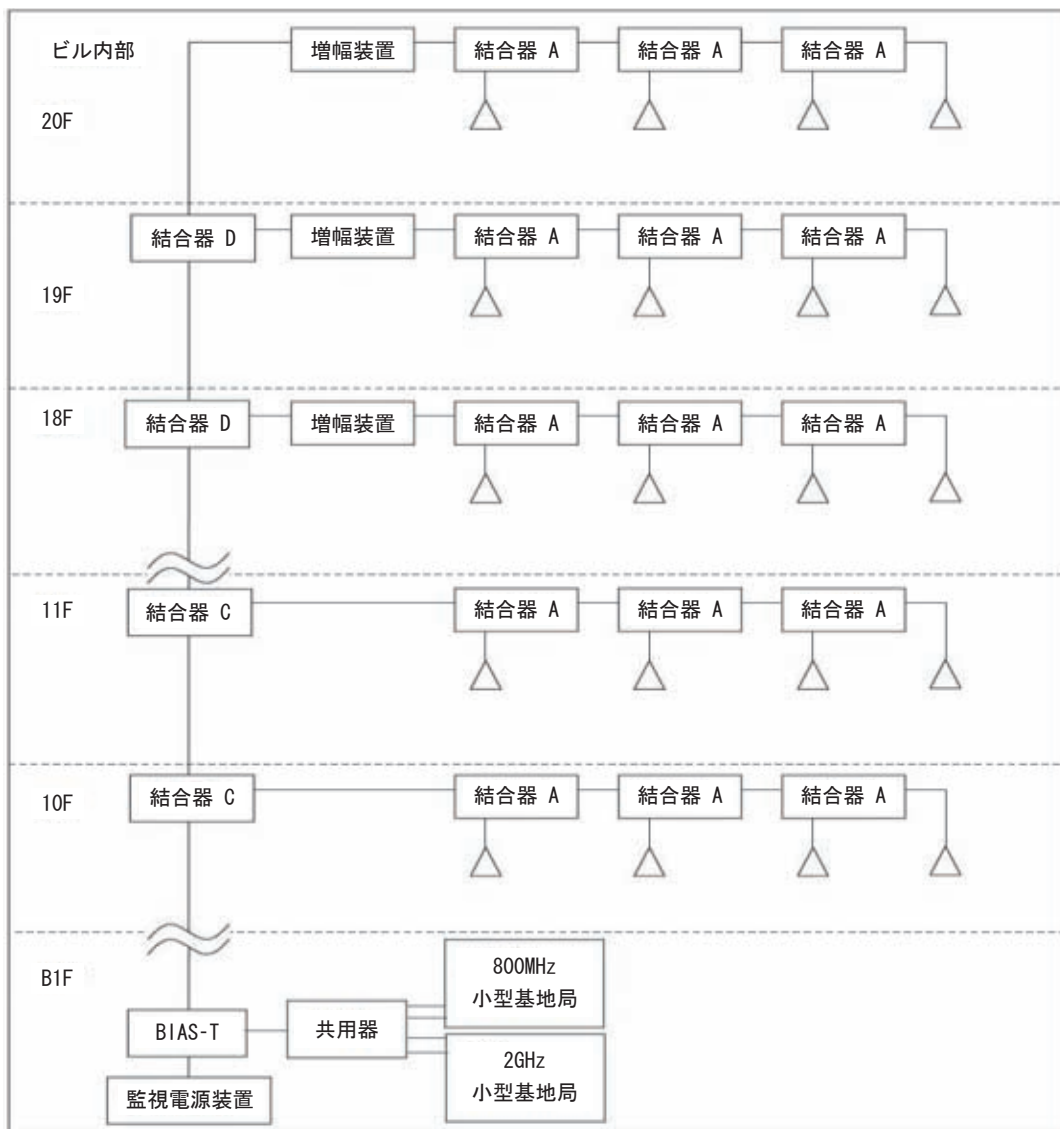 ビル内部
増幅装置
結合器 A
結合器 A
結合器 A
20F
結合器 D
増幅装置
結合器 A
結合器 A
結合器 A
19F
18F
結合器 D
増幅装置
結合器 A
結合器 A
結合器 A
11F
結合器 C
結合器 A
結合器 A
結合器 A
10F
結合器 C
結合器 A
結合器 A
結合器 A
B1F
800MHz
小型基地局
BIAS-T
共用器
2GHz
小型基地局
監視電源装置